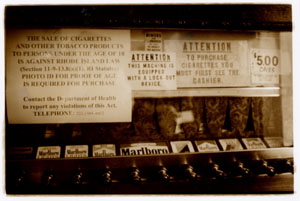 THE SALE OF CIGARETTES
AND OTHER TOBACCO PRODUCTS
TO PERSONS UNDER THE AGE OF 18
IS AGAINST RHODE ISLAND LAW
PHOTO ID FOR PROOF OF AGE
IS REQUIRED FOR PURCHASE
Contact the Department of Health
to report any violations of this Act.
TELEPHONE:
ATTENTION
THIS MACHINE IS
EQUIPPED
WITH A LOCK OUT
DEVICE.
ATTENTION
TO PURCHASE
CIGARETTES YOU
MUST FIRST SEE THE
CASHIER.
$5.00
Marlboro